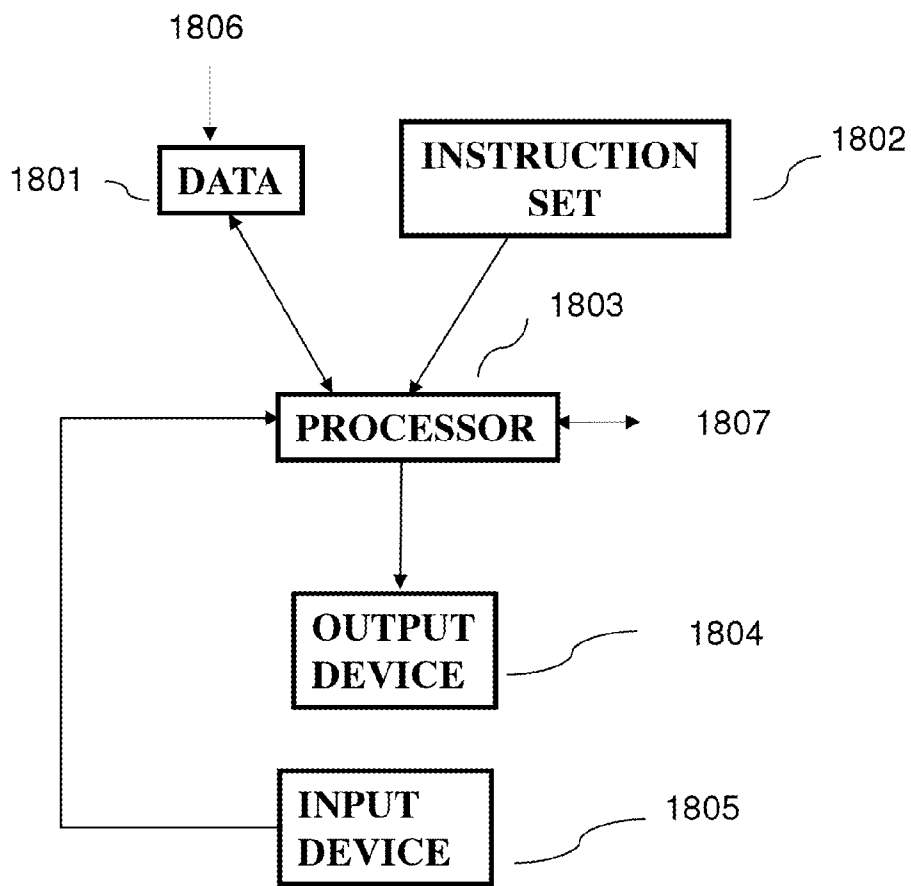 1806
1801
DATA
INSTRUCTION
SET
1802
1803
PROCESSOR
1807
OUTPUT
DEVICE
1804
INPUT
DEVICE
1805